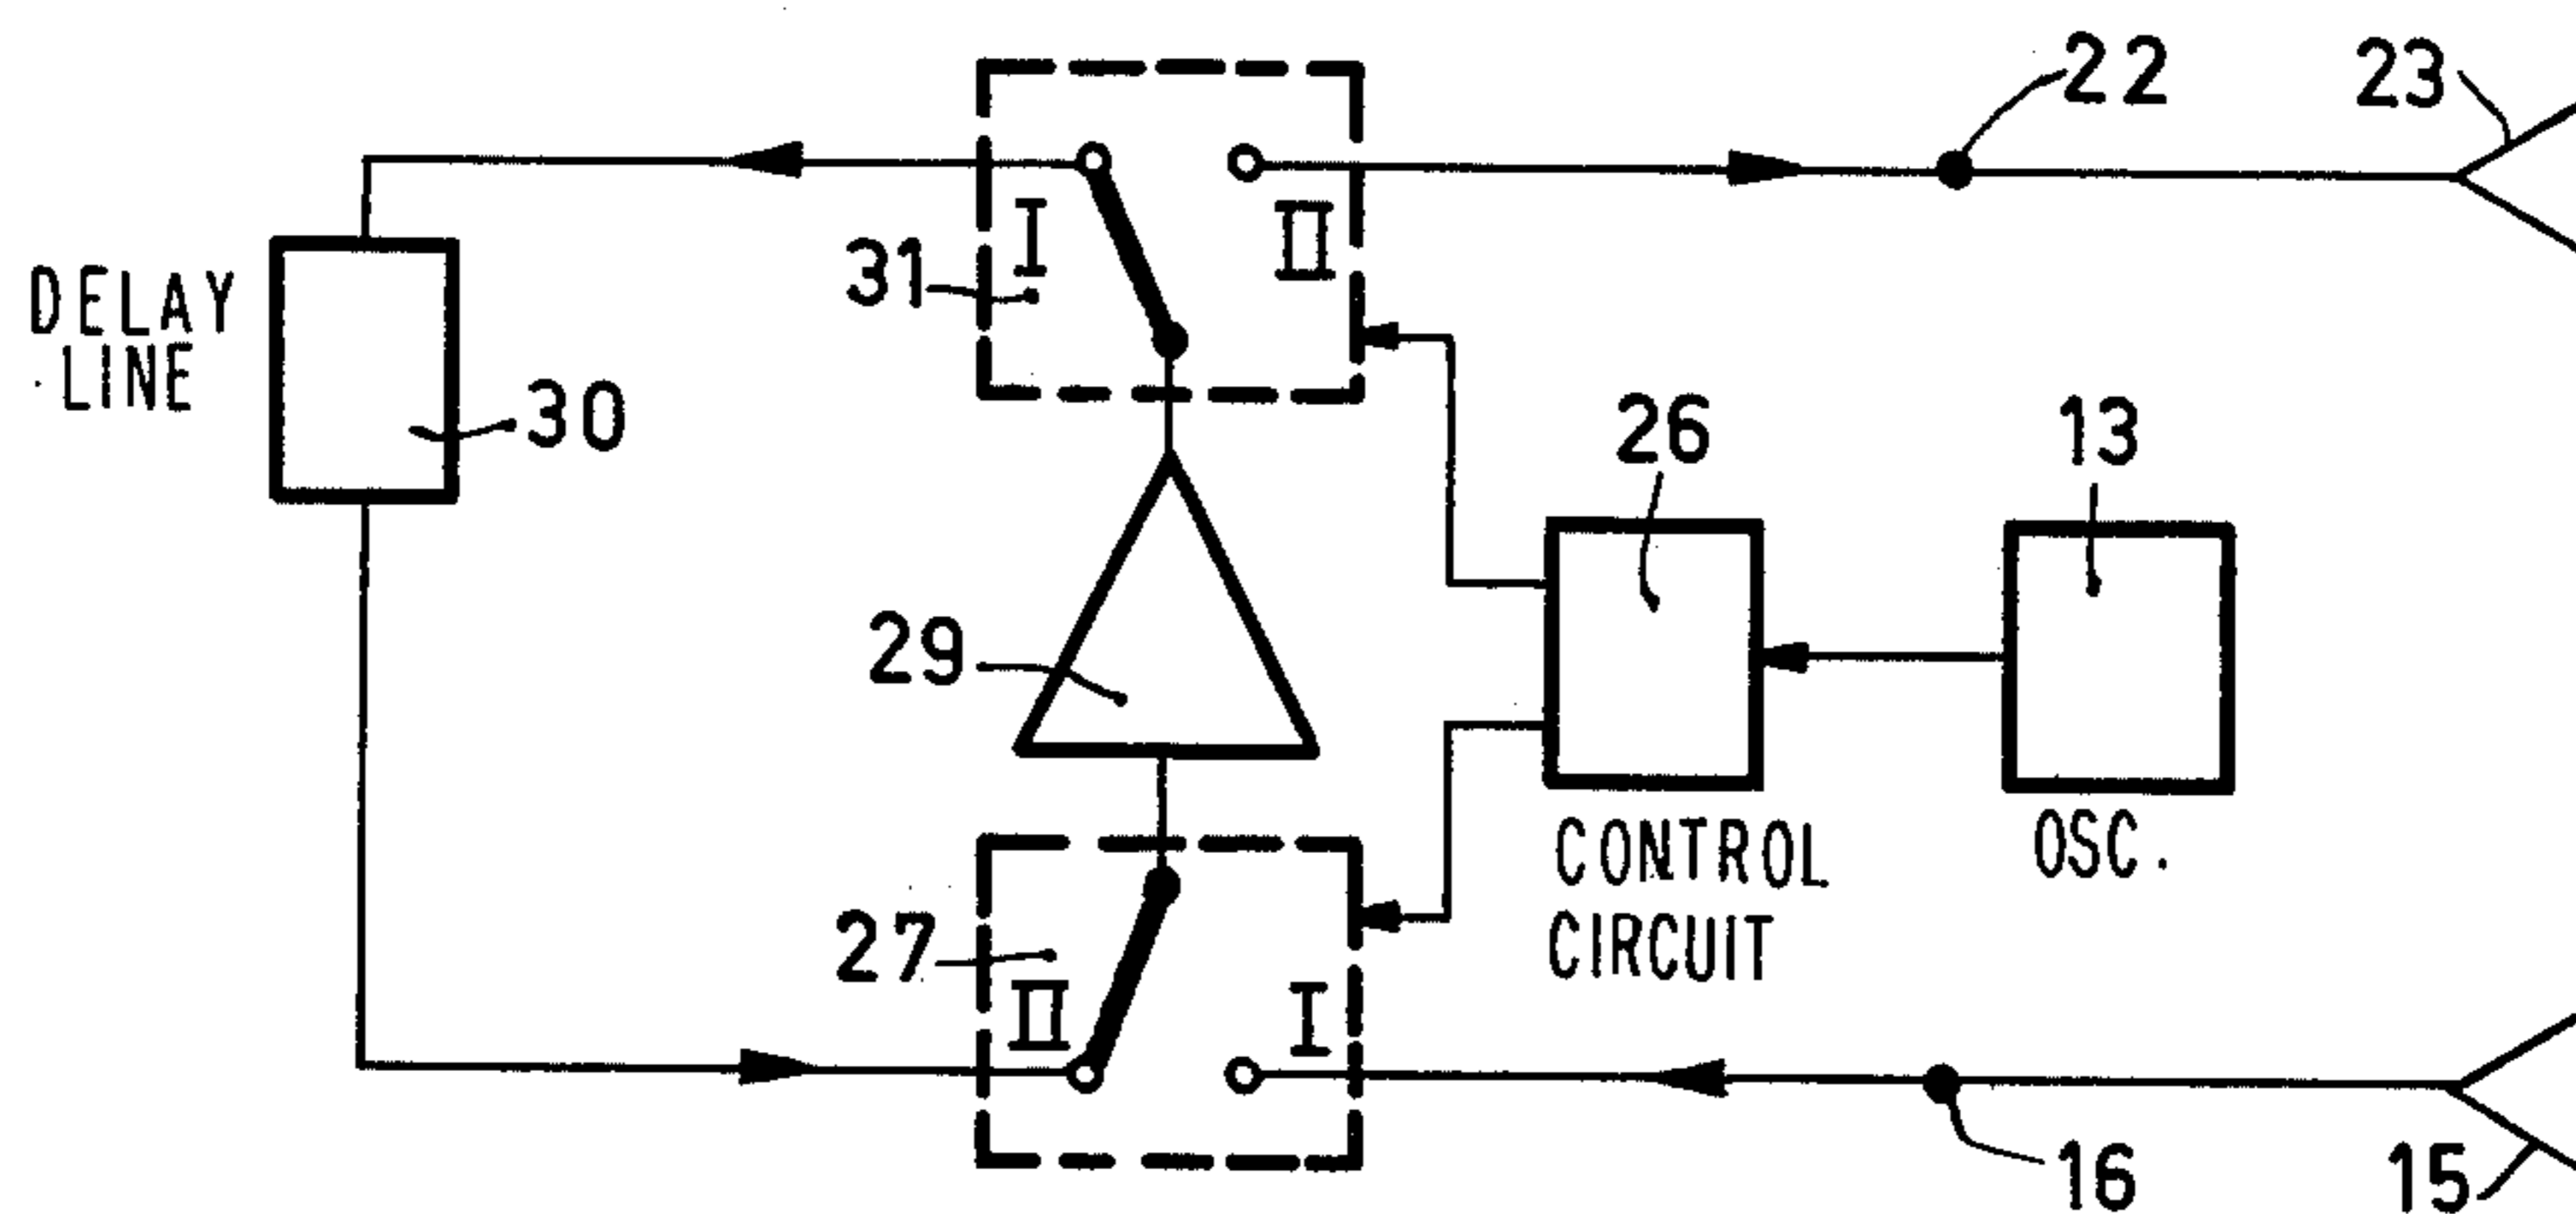 22
23
I
II
31
DELAY
LINE
30
26
13
29
CONTROL
CIRCUIT
OSC.
27
II
I
16
15